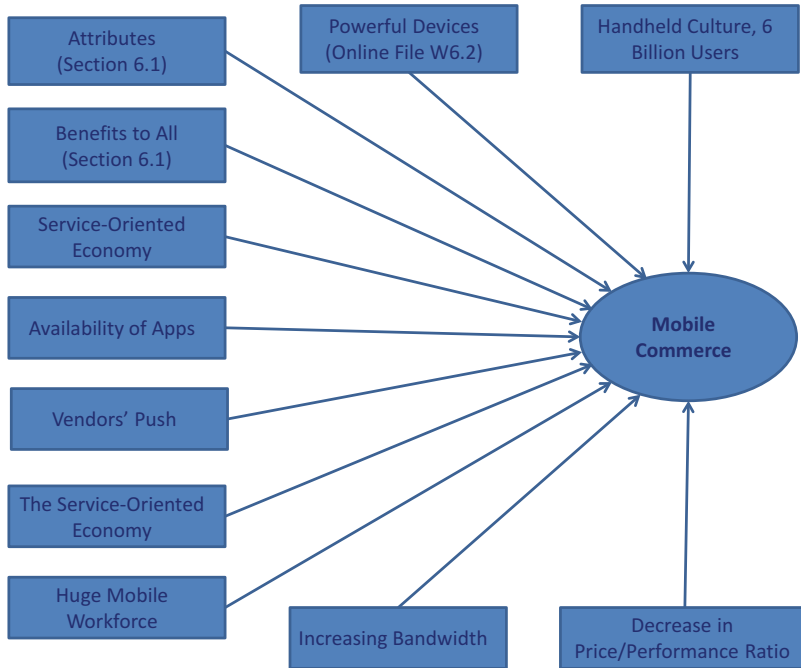 Attributes
(Section 6.1)
Powerful Devices
(Online File W6.2)
Handheld Culture, 6
Billion Users
Benefits to All
(Section 6.1)
Service-Oriented
Economy
Availability of Apps
Mobile
Commerce
Vendors’ Push
The Service-Oriented
Economy
Huge Mobile
Workforce
Increasing Bandwidth
Decrease in
Price/Performance Ratio